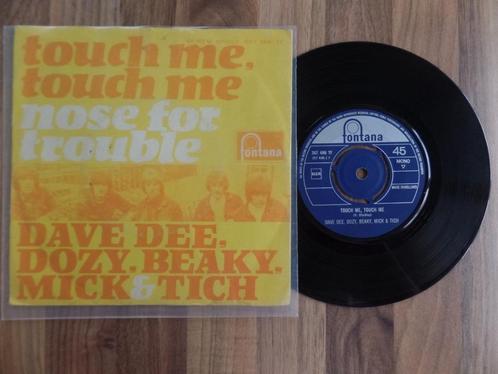 touch me,
touch me
nose for
trouble
fontana
DAVE DEE,
DOZY, BEAKY,
MICK & TICH
fontana
45
MONO
TOUCH ME, TOUCH ME
DAVE DEE, DOZY, BEAKY, MICK & TICH